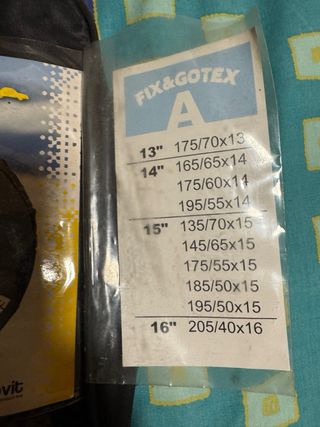 FIX&GOTEX
A
13" 175/70x13
14" 165/65x14
175/60x14
195/55x14
15" 135/70x15
145/65x15
175/55x15
185/50x15
195/50x15
16" 205/40x16